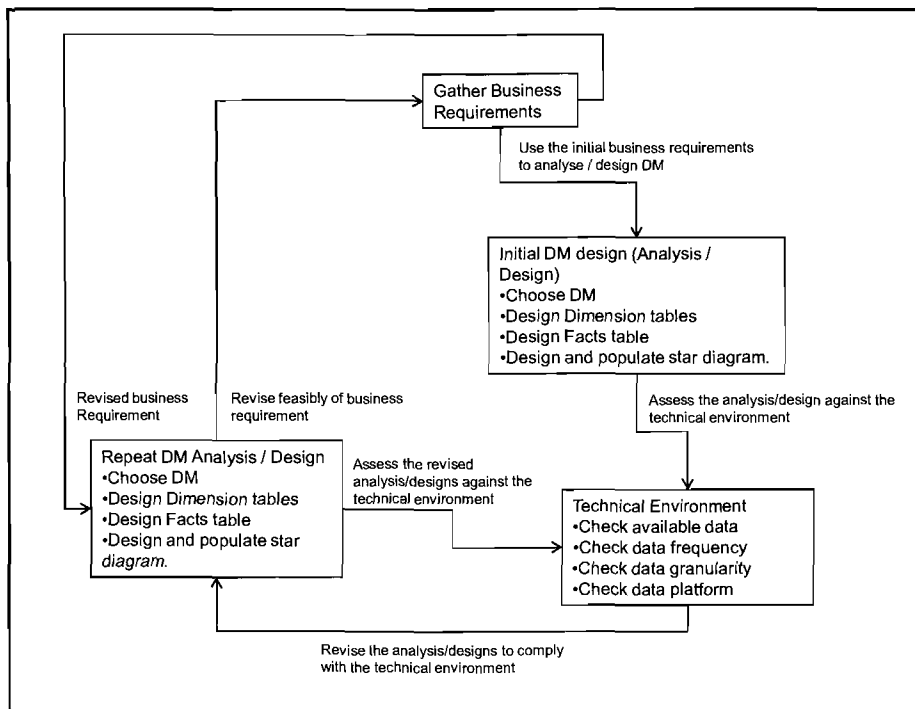 Gather Business
Requirements
Use the initial business requirements
to analyse / design DM
Initial DM design (Analysis /
Design)
•Choose DM
•Design Dimension tables
•Design Facts table
•Design and populate star diagram.
Revised business
Requirement
Revise feasibly of business
requirement
Assess the analysis/design against the
technical environment
Repeat DM Analysis / Design
•Choose DM
•Design Dimension tables
•Design Facts table
•Design and populate star
diagram.
Assess the revised
analysis/designs against the
technical environment
Technical Environment
•Check available data
•Check data frequency
•Check data granularity
•Check data platform
Revise the analysis/designs to comply
with the technical environment